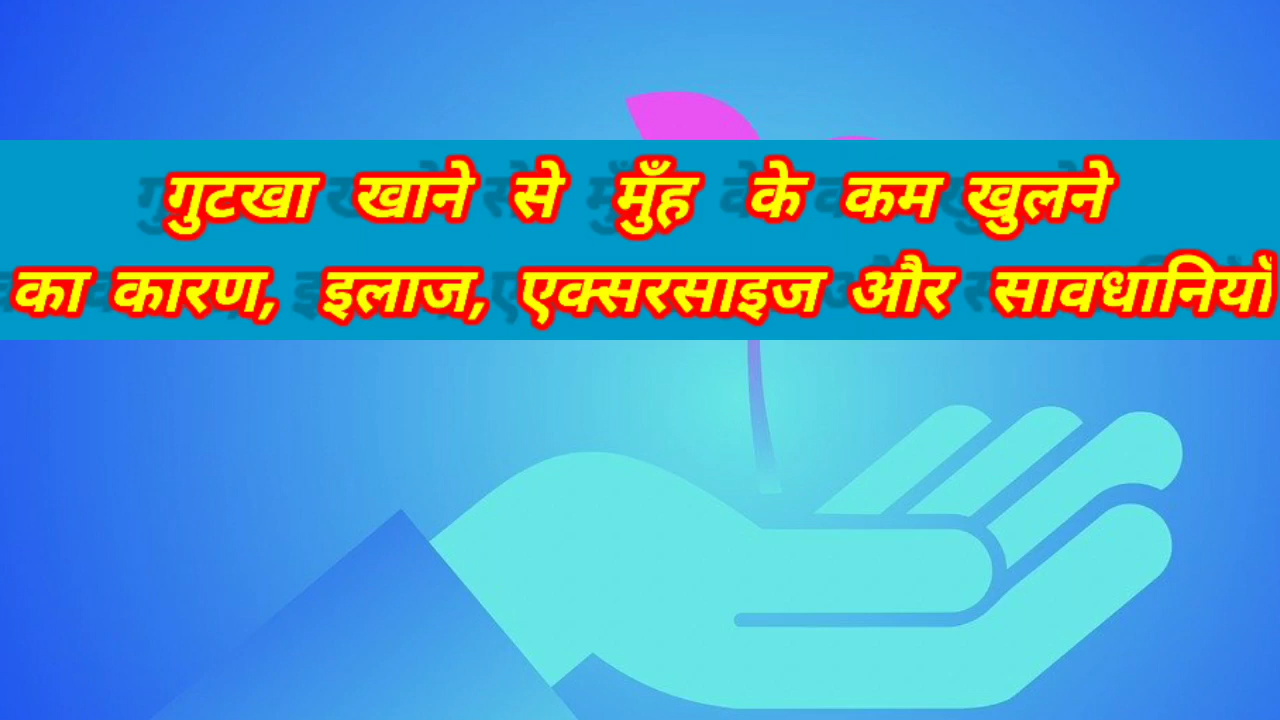 गुटखा खाने से मुँह के कम खुलने
का कारण, इलाज, एक्सरसाइज और सावधानियाँ